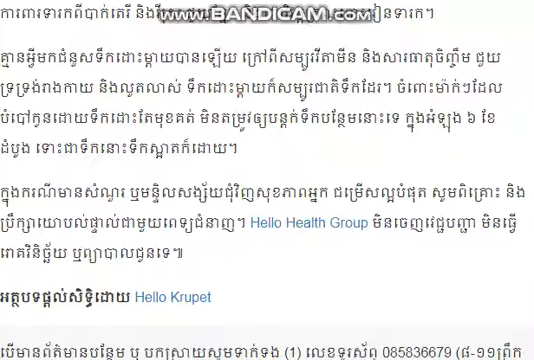 ការពារទារកពីបាក់តេរី និង
WWW.BANDICAM.COM
រៀនទារក។
គ្មានអ្វីមកជំនួសទឹកដោះម្ដាយបានឡើយ ក្រៅពីសម្បូរវីតាមីន និងសារធាតុចិញ្ចឹម ជួយ
ទ្រទ្រង់រាងកាយ និងលូតលាស់ ទឹកដោះម្ដាយក៏សម្បូរជាតិទឹកដែរ។ ចំពោះម៉ាក់ៗដែល
បំបៅកូនដោយទឹកដោះតែមុខគត់ មិនតម្រូវឲ្យបន្តក់ទឹកបន្ថែមនោះទេ ក្នុងអំឡុង ៦ ខែ
ដំបូង ទោះជាទឹកនោះទឹកស្អាតក៏ដោយ។
ក្នុងករណីមានសំណួរ ឬមន្ទិលសង្ស័យជុំវិញសុខភាពអ្នក ជម្រើសល្អបំផុត សូមពិគ្រោះ និង
ប្រឹក្សាយោបល់ផ្ទាល់ជាមួយពេទ្យជំនាញ។ Hello Health Group មិនចេញវេជ្ជបញ្ជា មិនធ្វើ
រោគវិនិច្ឆ័យ ឬព្យាបាលជូនទេ៕
អត្ថបទផ្ដល់សិទ្ធិដោយ Hello Krupet
បើមានព័ត៌មានបន្ថែម ឬ បកស្រាយសូមទាក់ទង (1) លេខទូរស័ព្ទ 085836679 (៨-១១ព្រឹក